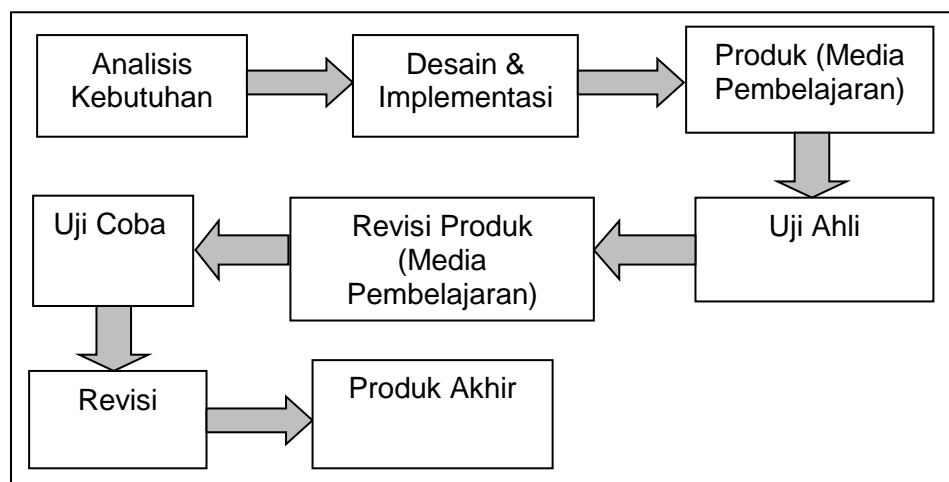 Analisis
Kebutuhan
Desain &
Implementasi
Produk (Media
Pembelajaran)
Uji Ahli
Revisi Produk
(Media
Pembelajaran)
Uji Coba
Revisi
Produk Akhir